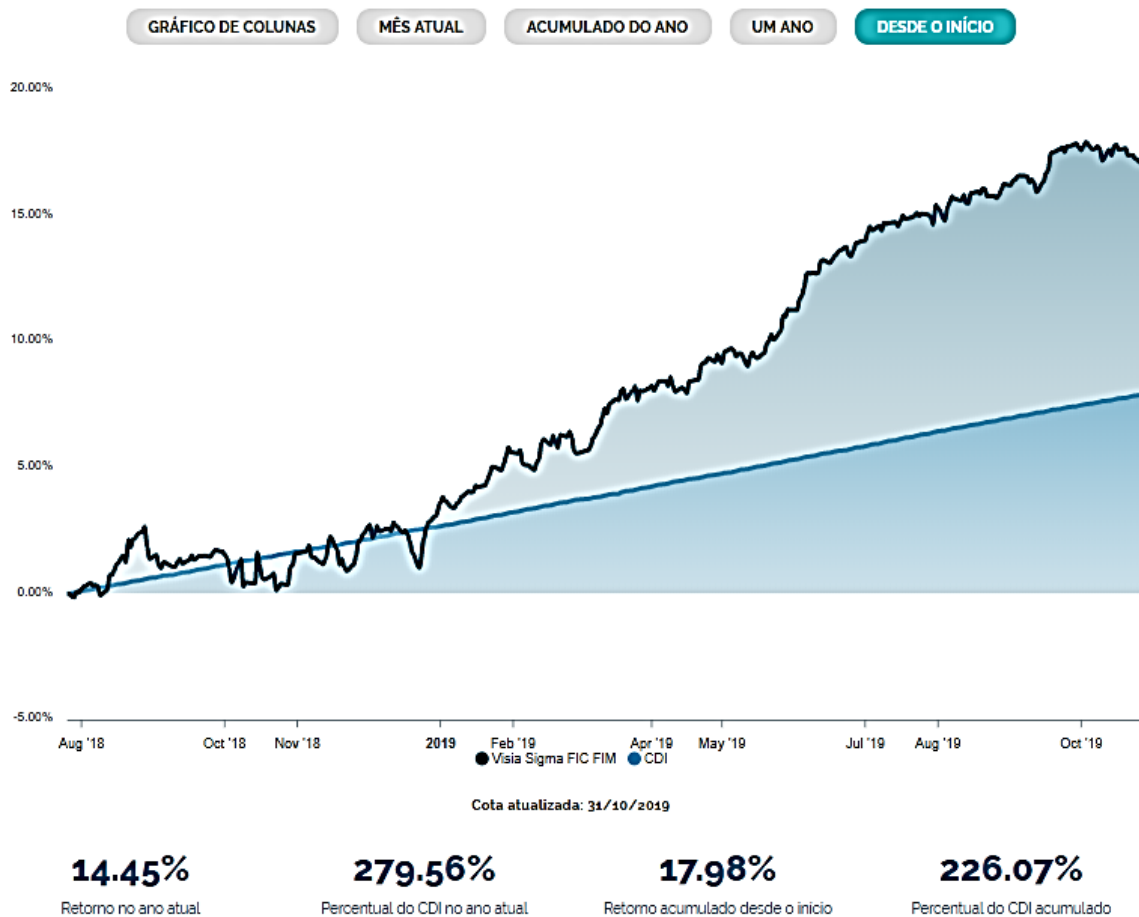 GRÁFICO DE COLUNAS MÊS ATUAL ACUMULADO DO ANO UM ANO DESDE O INÍCIO
20.00%
15.00%
10.00%
5.00%
0.00%
-5.00%
Aug '18 Oct '18 Nov '18 2019 Feb '19 Apr '19 May '19 Jul '19 Aug '19 Oct '19
Visia Sigma FIC FIM CDI
Cota atualizada: 31/10/2019
14.45% 279.56% 17.98% 226.07%
Retorno no ano atual Percentual do CDI no ano atual Retorno acumulado desde o início Percentual do CDI acumulado